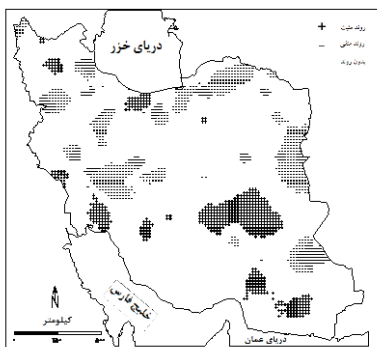 دریای خزر
روند مثبت
روند منفی
بدون روند
N
خلیج فارس
کیلومتر
دریای عمان